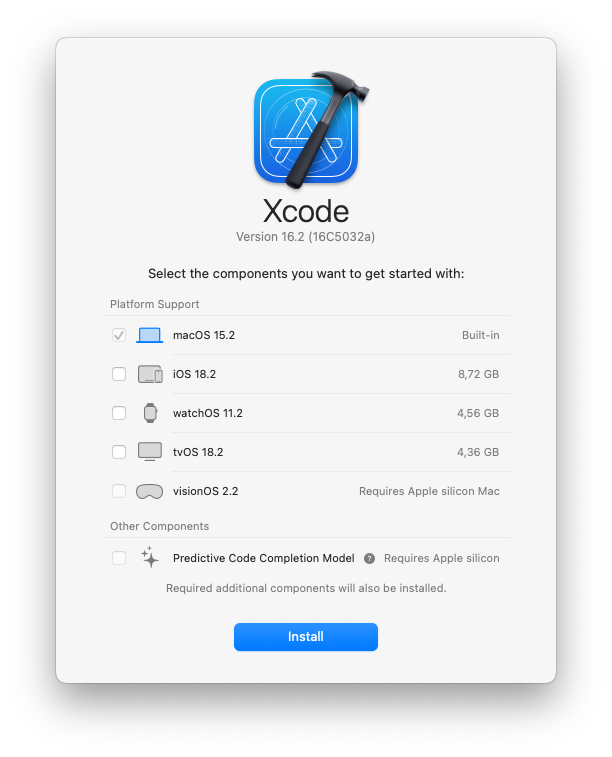 Xcode
Version 16.2 (16C5032a)
Select the components you want to get started with:
Platform Support
macOS 15.2 Built-in
iOS 18.2 8,72 GB
watchOS 11.2 4,56 GB
tvOS 18.2 4,36 GB
visionOS 2.2 Requires Apple silicon Mac
Other Components
Predictive Code Completion Model ? Requires Apple silicon
Required additional components will also be installed.
Install